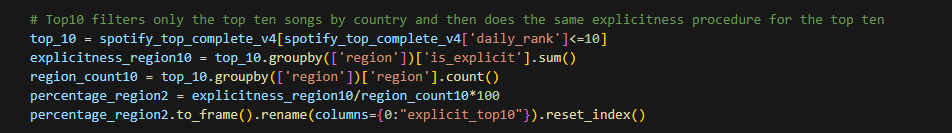 # Top10 filters only the top ten songs by country and then does the same explicitness procedure for the top ten
top_10 = spotify_top_complete_v4[spotify_top_complete_v4['daily_rank']<=10]
explicitness_region10 = top_10.groupby(['region'])['is_explicit'].sum()
region_count10 = top_10.groupby(['region'])['region'].count()
percentage_region2 = explicitness_region10/region_count10*100
percentage_region2.to_frame().rename(columns={0:"explicit_top10"}).reset_index()